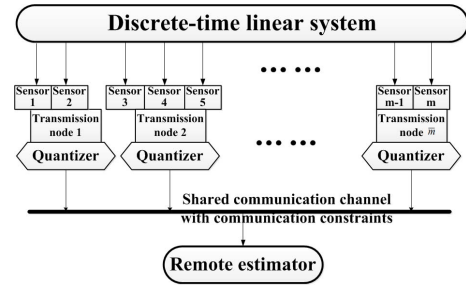 Discrete-time linear system
Sensor 1 Sensor 2 Sensor 3 Sensor 4 Sensor 5 Sensor m-1 Sensor m
Transmission node 1 Transmission node 2 Transmission node m̄
Quantizer Quantizer Quantizer
Shared communication channel
with communication constraints
Remote estimator